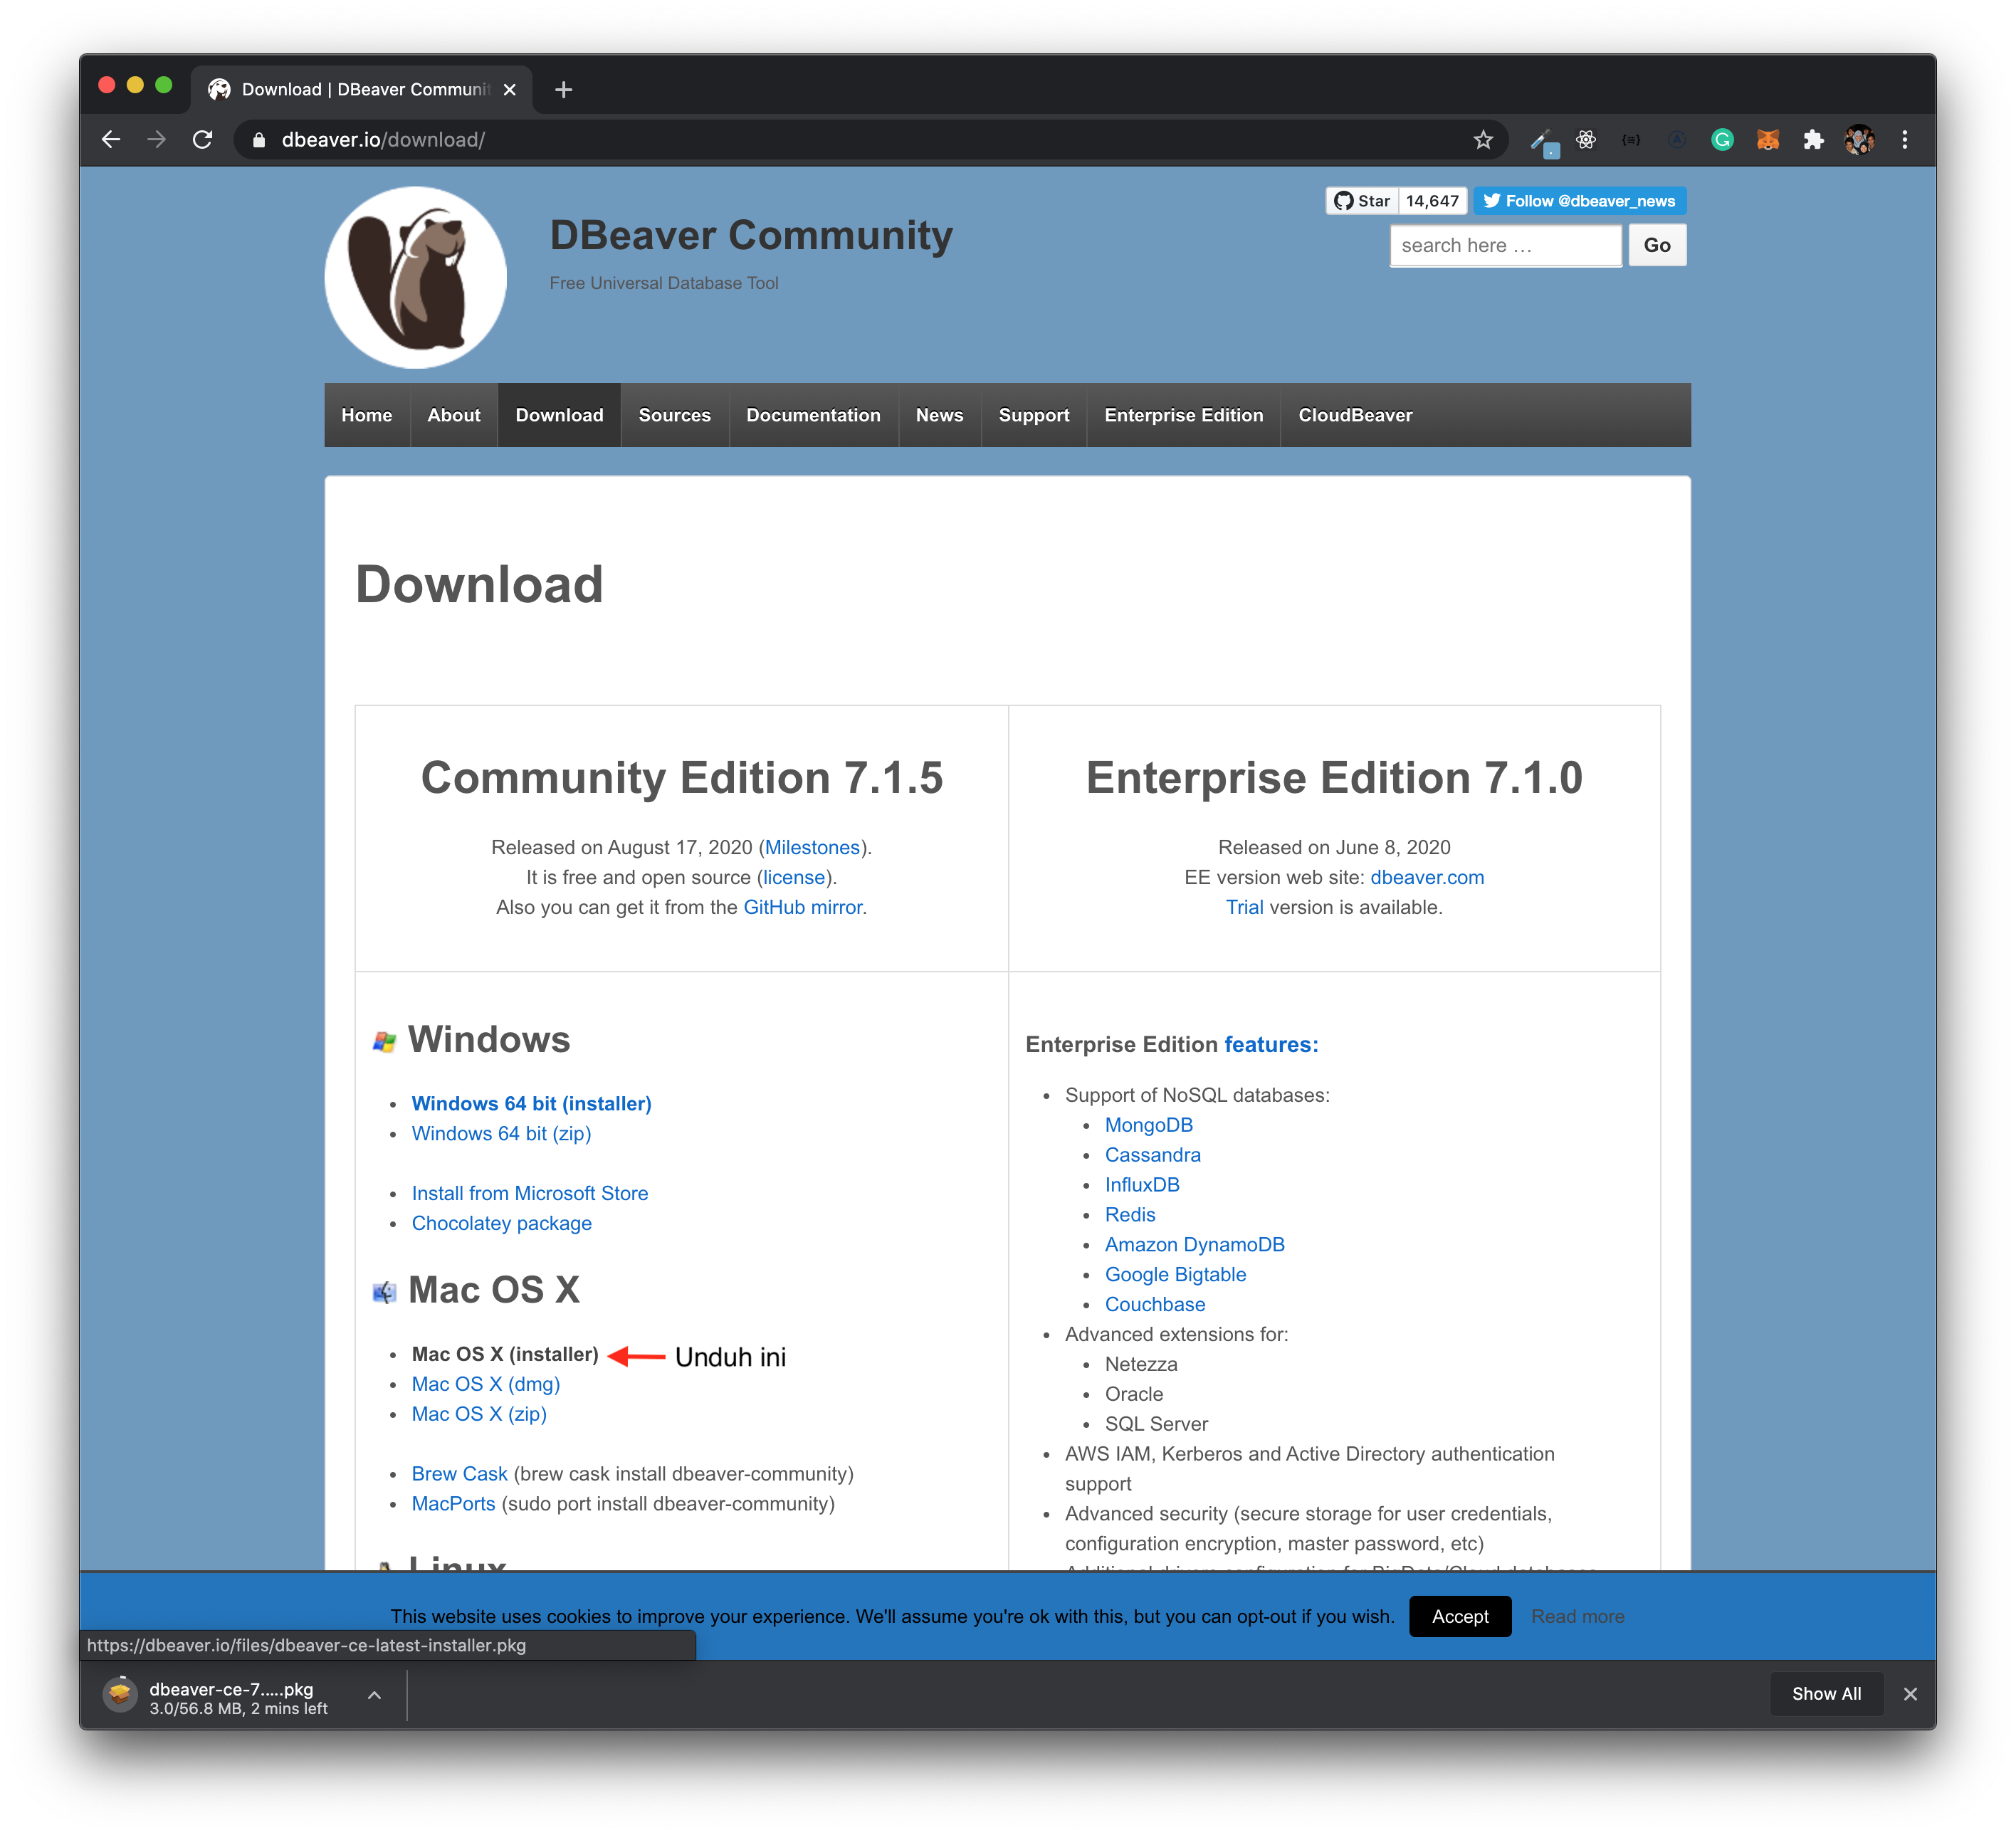 Download | DBeaver Communit
dbeaver.io/download/
Star 14,647 Follow @dbeaver_news
DBeaver Community
search here … Go
Free Universal Database Tool
Home About Download Sources Documentation News Support Enterprise Edition CloudBeaver
Download
Community Edition 7.1.5
Released on August 17, 2020 (Milestones).
It is free and open source (license).
Also you can get it from the GitHub mirror.
Enterprise Edition 7.1.0
Released on June 8, 2020
EE version web site: dbeaver.com
Trial version is available.
Windows
Windows 64 bit (installer)
Windows 64 bit (zip)
Install from Microsoft Store
Chocolatey package
Mac OS X
Mac OS X (installer) Unduh ini
Mac OS X (dmg)
Mac OS X (zip)
Brew Cask (brew cask install dbeaver-community)
MacPorts (sudo port install dbeaver-community)
Linux
Enterprise Edition features:
Support of NoSQL databases:
MongoDB
Cassandra
InfluxDB
Redis
Amazon DynamoDB
Google Bigtable
Couchbase
Advanced extensions for:
Netezza
Oracle
SQL Server
AWS IAM, Kerberos and Active Directory authentication
support
Advanced security (secure storage for user credentials,
configuration encryption, master password, etc)
Additional drivers configuration for BigData/Cloud databases
This website uses cookies to improve your experience. We'll assume you're ok with this, but you can opt-out if you wish. Accept Read more
https://dbeaver.io/files/dbeaver-ce-latest-installer.pkg
dbeaver-ce-7.....pkg
3.0/56.8 MB, 2 mins left
Show All